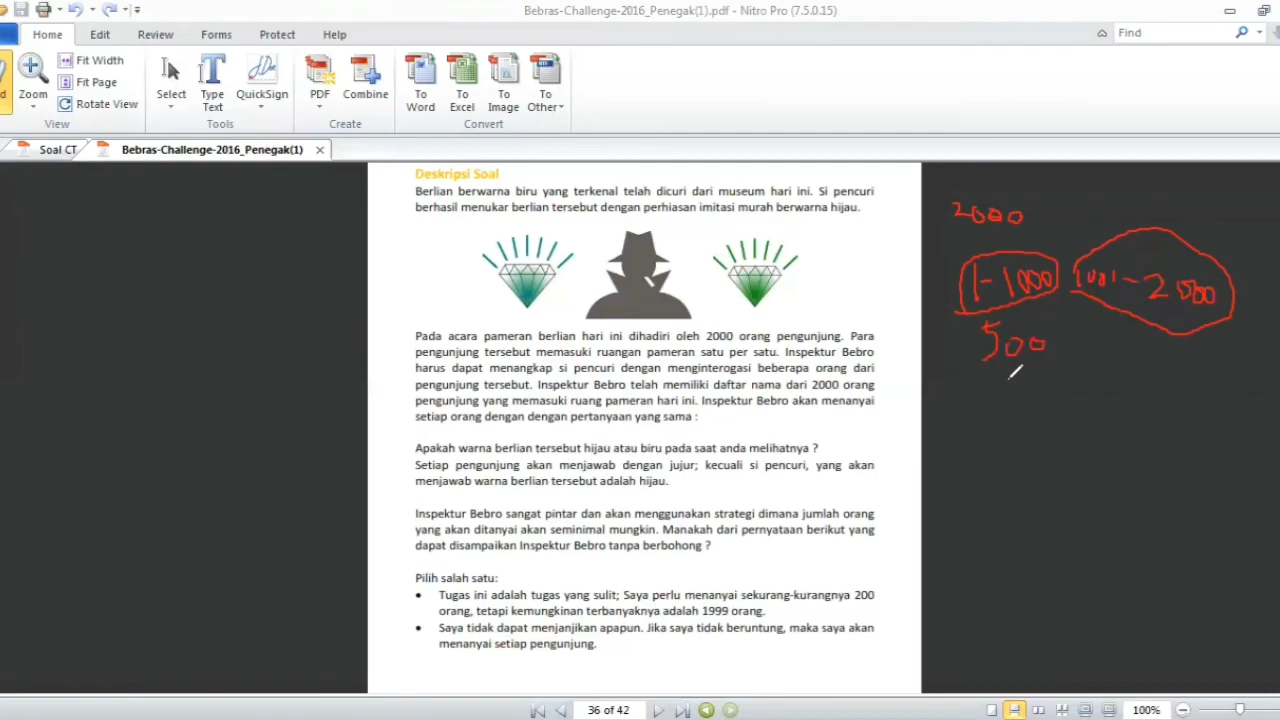 Bebras-Challenge-2016_Penegak(1).pdf - Nitro Pro (7.5.0.15)
Home Edit Review Forms Protect Help
Find
Zoom
Fit Width
Fit Page
Rotate View
Select
Type Text
QuickSign
PDF
Combine
To Word
To Excel
To Image
To Other
View Tools Create Convert
Soal CT
Bebras-Challenge-2016_Penegak(1)
Deskripsi Soal
Berlian berwarna biru yang terkenal telah dicuri dari museum hari ini. Si pencuri
berhasil menukar berlian tersebut dengan perhiasan imitasi murah berwarna hijau.
Pada acara pameran berlian hari ini dihadiri oleh 2000 orang pengunjung. Para
pengunjung tersebut memasuki ruangan pameran satu per satu. Inspektur Bebro
harus dapat menangkap si pencuri dengan menginterogasi beberapa orang dari
pengunjung tersebut. Inspektur Bebro telah memiliki daftar nama dari 2000 orang
pengunjung yang memasuki ruang pameran hari ini. Inspektur Bebro akan menanyai
setiap orang dengan dengan pertanyaan yang sama :
Apakah warna berlian tersebut hijau atau biru pada saat anda melihatnya ?
Setiap pengunjung akan menjawab dengan jujur; kecuali si pencuri, yang akan
menjawab warna berlian tersebut adalah hijau.
Inspektur Bebro sangat pintar dan akan menggunakan strategi dimana jumlah orang
yang akan ditanyai akan seminimal mungkin. Manakah dari pernyataan berikut yang
dapat disampaikan Inspektur Bebro tanpa berbohong ?
Pilih salah satu:
• Tugas ini adalah tugas yang sulit; Saya perlu menanyai sekurang-kurangnya 200
orang, tetapi kemungkinan terbanyaknya adalah 1999 orang.
• Saya tidak dapat menjanjikan apapun. Jika saya tidak beruntung, maka saya akan
menanyai setiap pengunjung.
2000
1-1000 1001-2000
500
36 of 42
100%